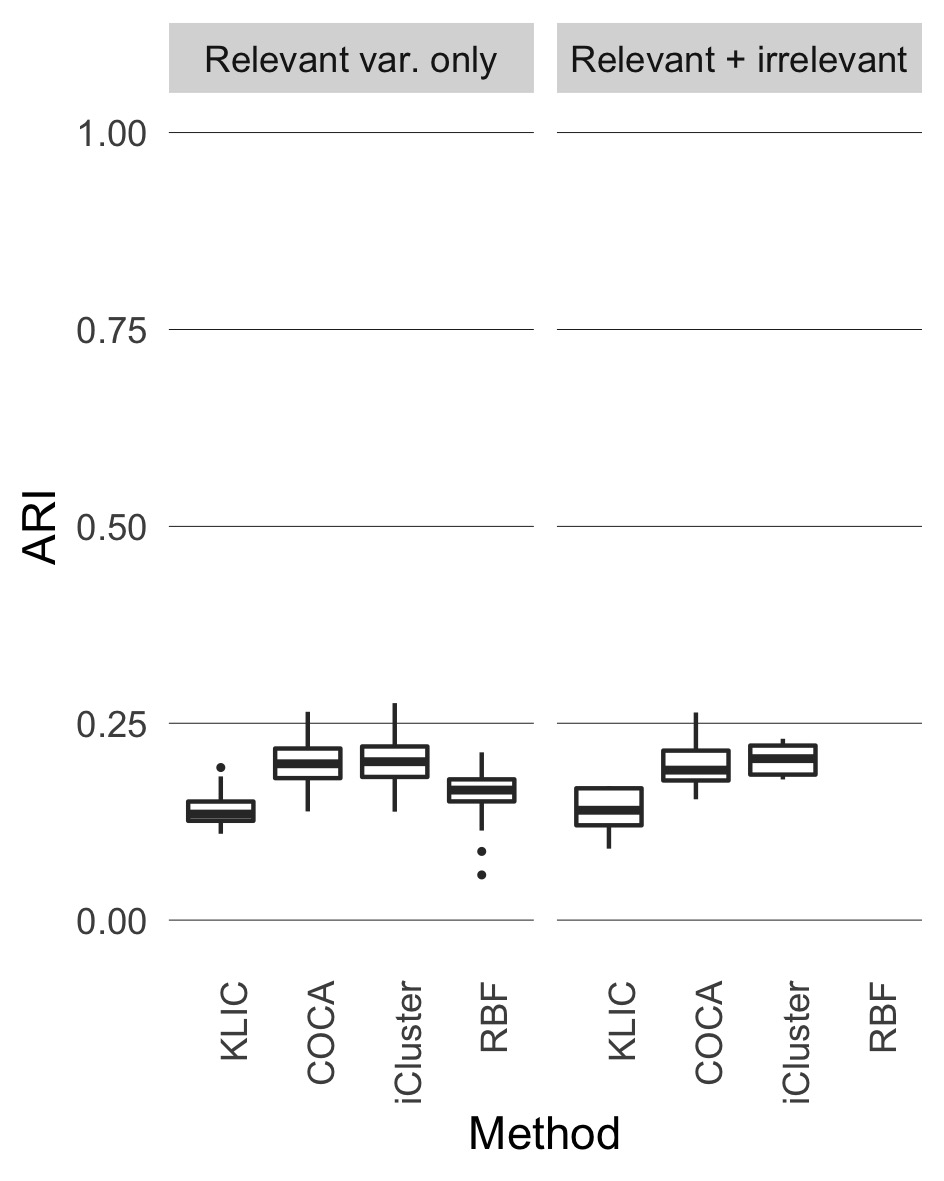 Relevant var. only
Relevant + irrelevant
1.00
0.75
0.50
0.25
0.00
ARI
KLIC
COCA
iCluster
RBF
KLIC
COCA
iCluster
RBF
Method